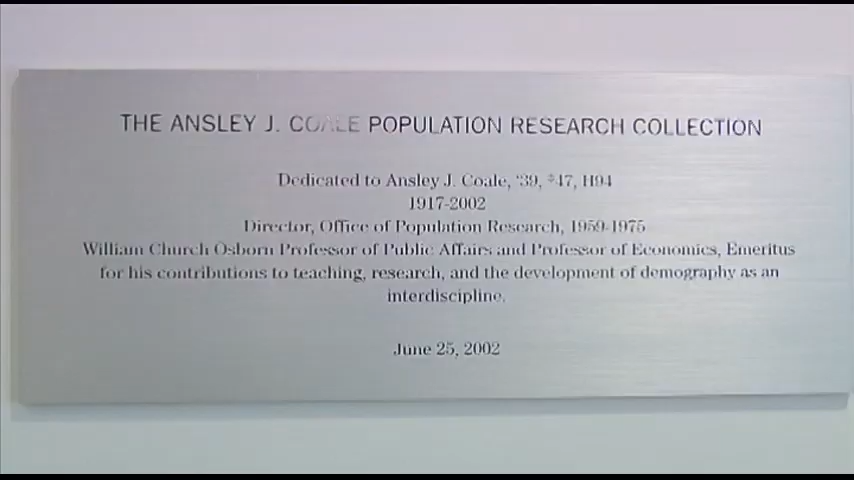 THE ANSLEY J. COALE POPULATION RESEARCH COLLECTION
Dedicated to Ansley J. Coale, '39, *47, H94
1917-2002
Director, Office of Population Research, 1959-1975
William Church Osborn Professor of Public Affairs and Professor of Economics, Emeritus
for his contributions to teaching, research, and the development of demography as an
interdiscipline.
June 25, 2002